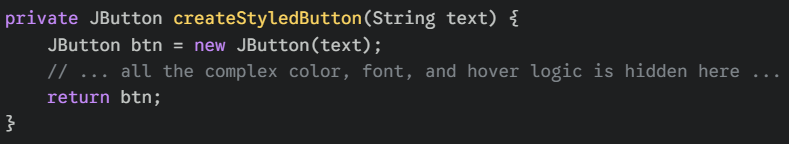 private JButton createStyledButton(String text) {
    JButton btn = new JButton(text);
    // ... all the complex color, font, and hover logic is hidden here ...
    return btn;
}